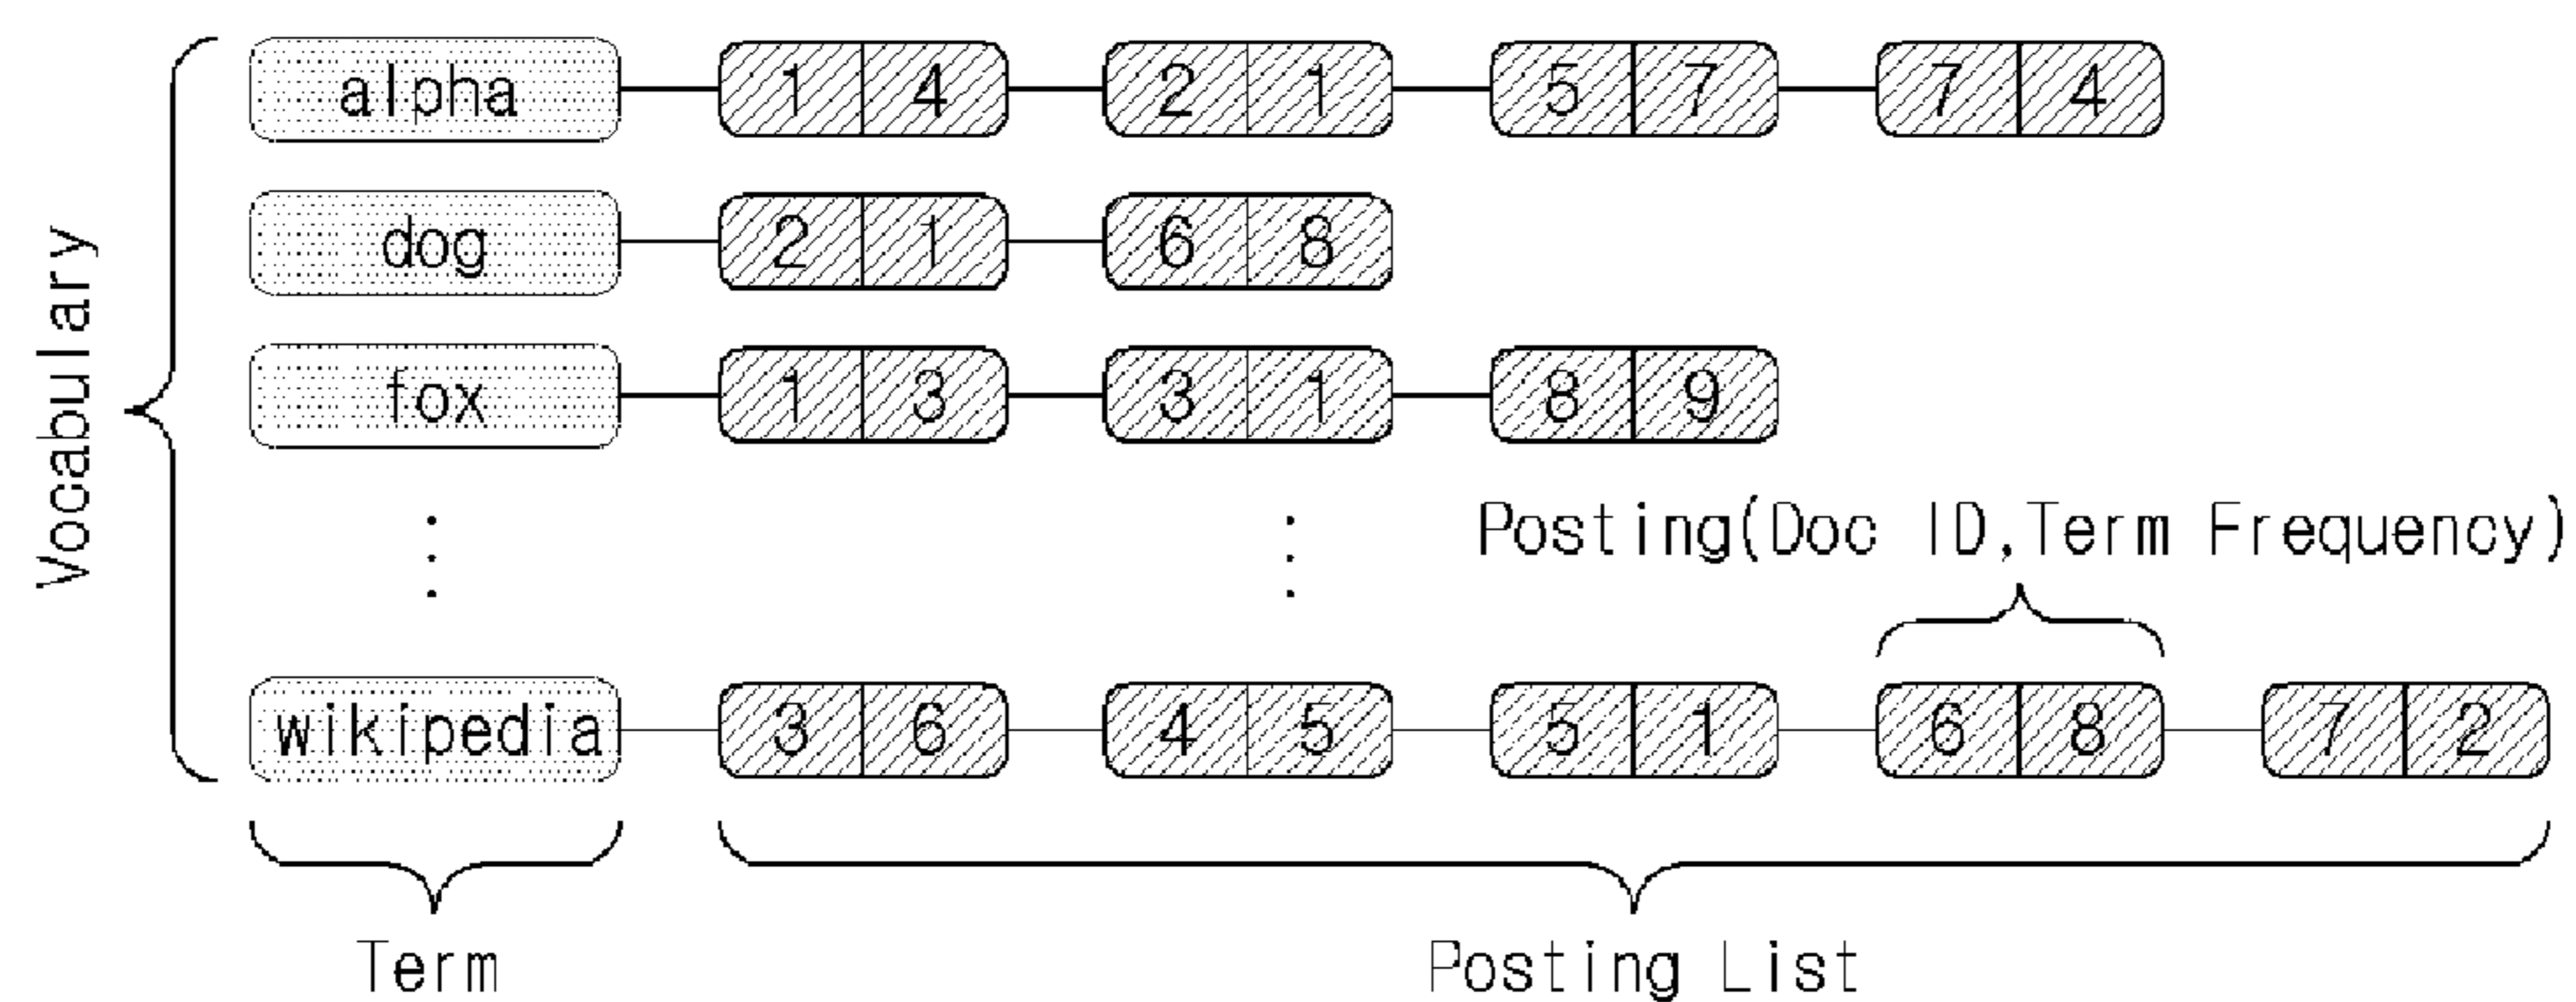 Vocabulary
alpha 1 4 2 1 5 7 7 4
dog 2 1 6 8
fox 1 3 3 1 8 9
Posting(Doc ID,Term Frequency)
wikipedia 3 6 4 5 5 1 6 8 7 2
Term Posting List